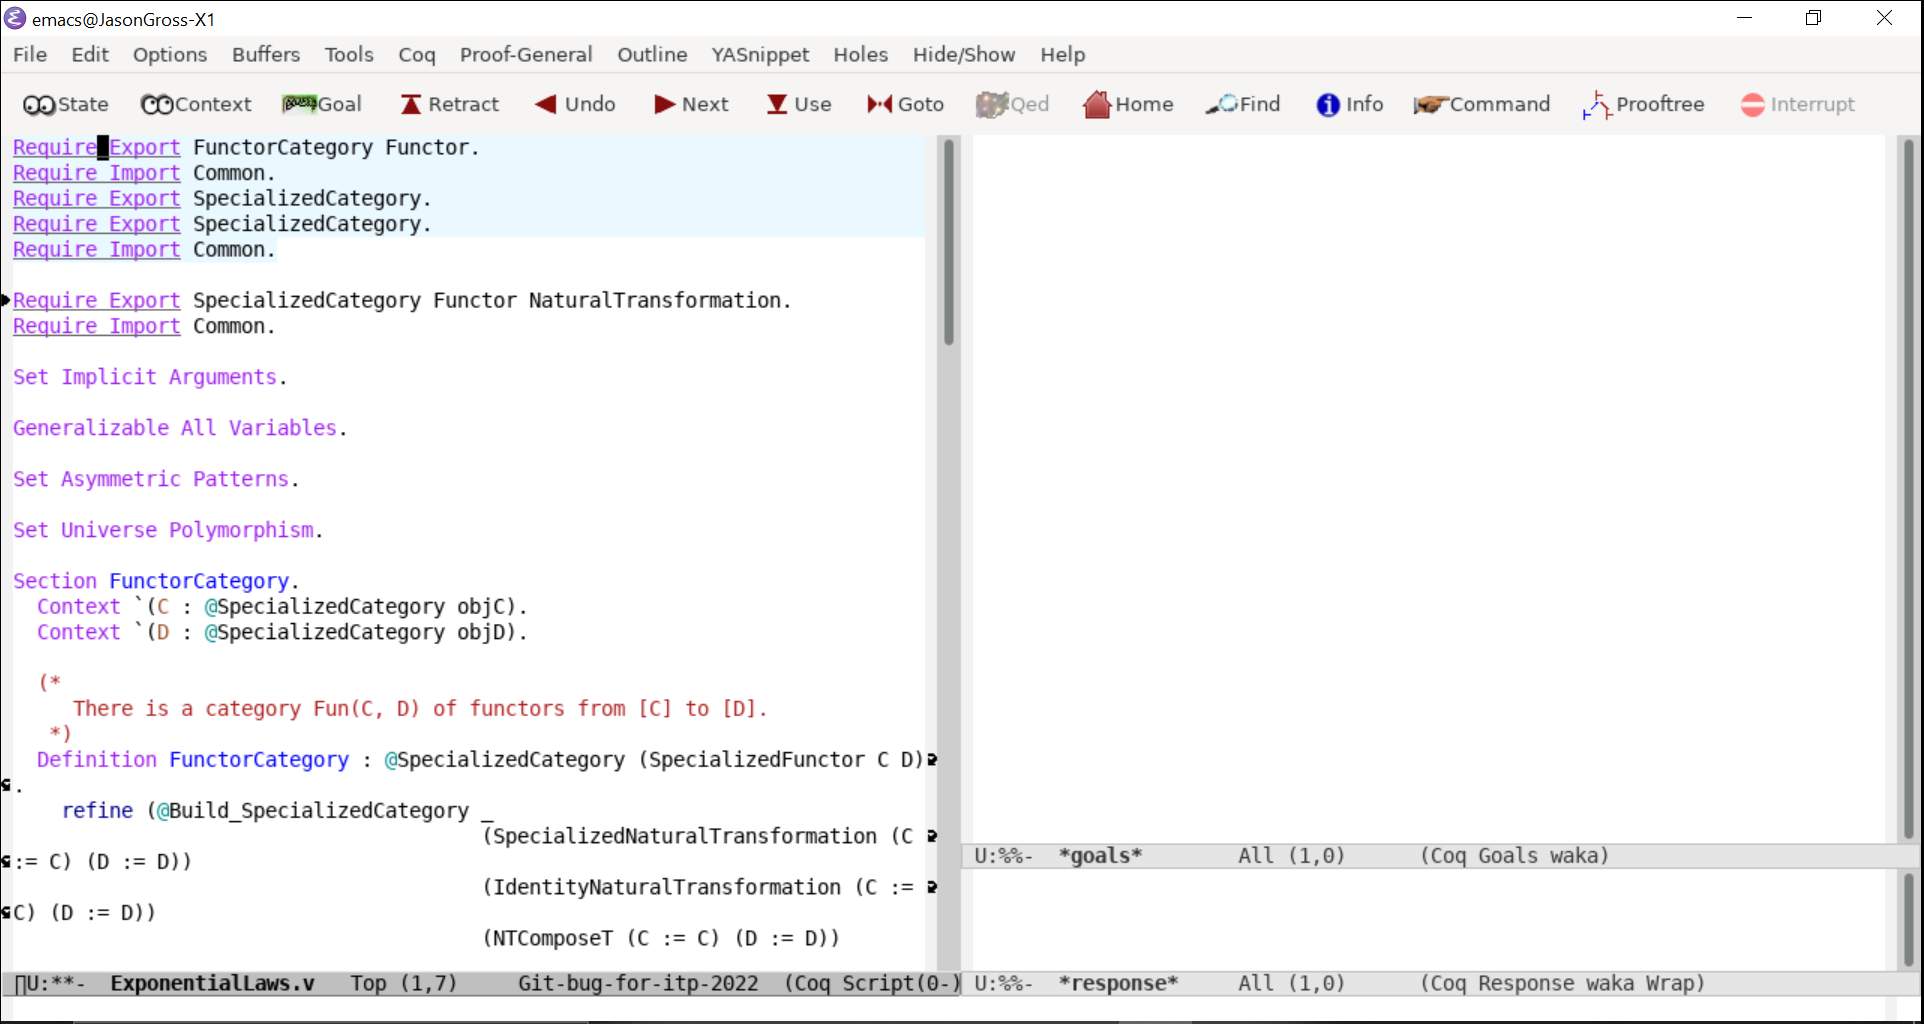 emacs@JasonGross-X1
File Edit Options Buffers Tools Coq Proof-General Outline YASnippet Holes Hide/Show Help
State Context Goal Retract Undo Next Use Goto Qed Home Find Info Command Prooftree Interrupt
Require Export FunctorCategory Functor.
Require Import Common.
Require Export SpecializedCategory.
Require Export SpecializedCategory.
Require Import Common.
Require Export SpecializedCategory Functor NaturalTransformation.
Require Import Common.
Set Implicit Arguments.
Generalizable All Variables.
Set Asymmetric Patterns.
Set Universe Polymorphism.
Section FunctorCategory.
Context `(C : @SpecializedCategory objC).
Context `(D : @SpecializedCategory objD).
(*
There is a category Fun(C, D) of functors from [C] to [D].
*)
Definition FunctorCategory : @SpecializedCategory (SpecializedFunctor C D)
.
refine (@Build_SpecializedCategory _
(SpecializedNaturalTransformation (C
:= C) (D := D))
(IdentityNaturalTransformation (C :=
C) (D := D))
(NTComposeT (C := C) (D := D))
U:**- ExponentialLaws.v Top (1,7) Git-bug-for-itp-2022 (Coq Script(0-)
U:%%- *goals* All (1,0) (Coq Goals waka)
U:%%- *response* All (1,0) (Coq Response waka Wrap)